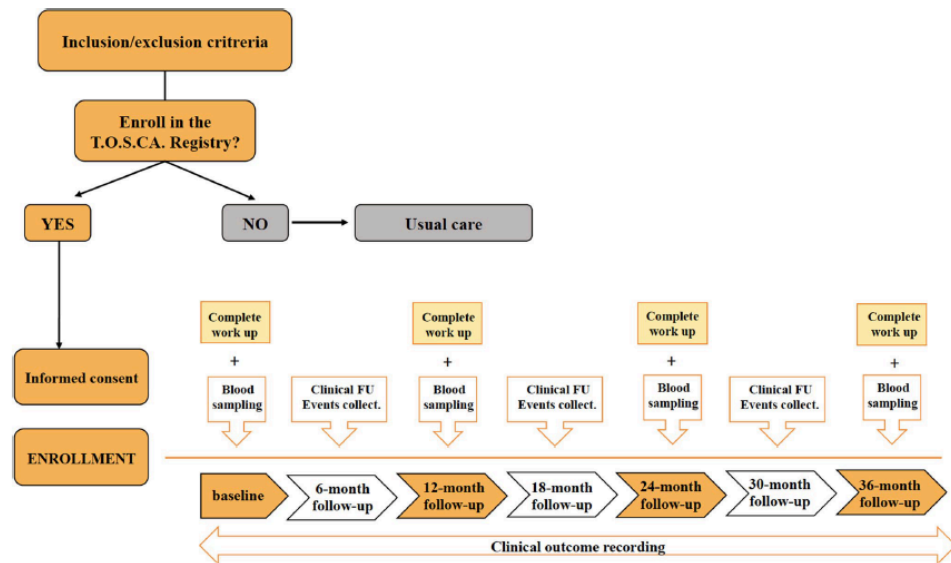 Inclusion/exclusion critreria
Enroll in the
T.O.S.CA. Registry?
YES
NO
Usual care
Complete
work up
Complete
work up
Complete
work up
Complete
work up
+
+
+
+
Informed consent
Blood
sampling
Clinical FU
Events collect.
Blood
sampling
Clinical FU
Events collect.
Blood
sampling
Clinical FU
Events collect.
Blood
sampling
ENROLLMENT
baseline
6-month
follow-up
12-month
follow-up
18-month
follow-up
24-month
follow-up
30-month
follow-up
36-month
follow-up
Clinical outcome recording